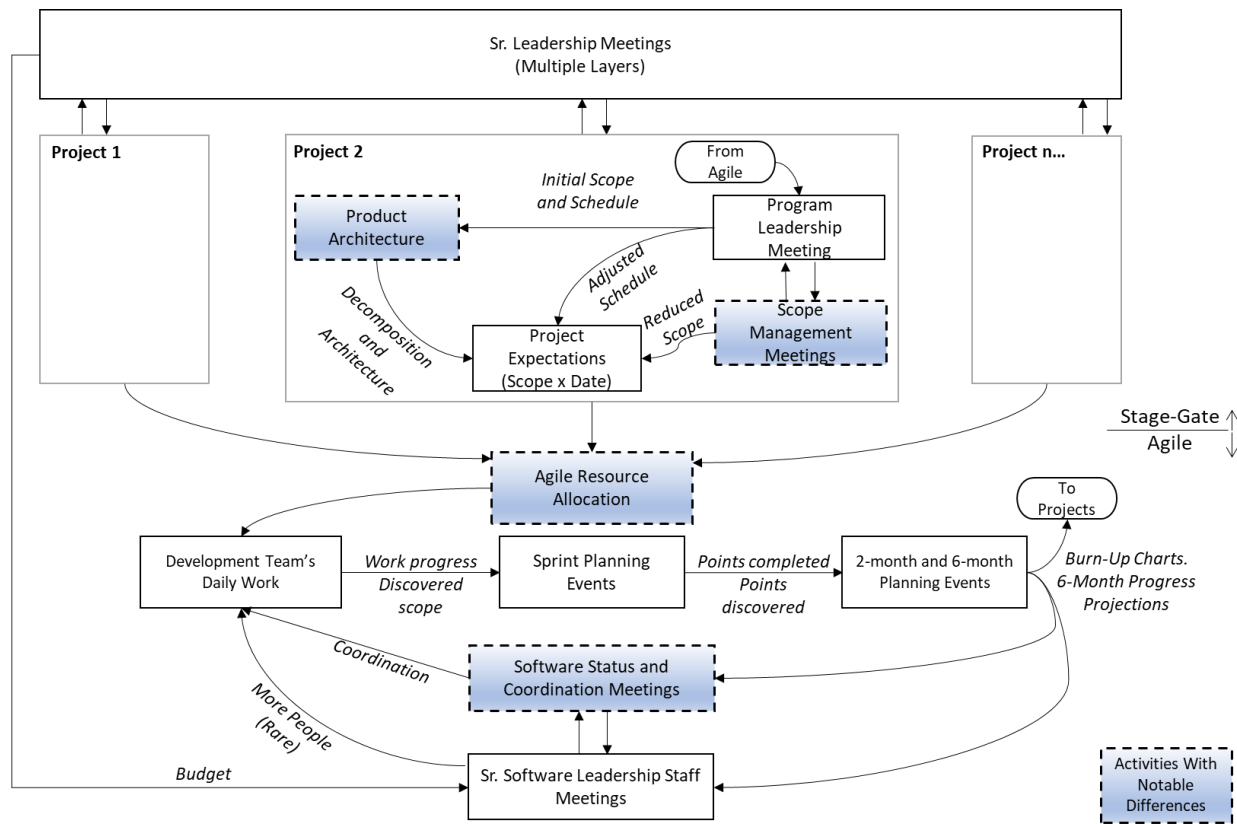 Sr. Leadership Meetings
(Multiple Layers)
Project 1
Project 2
Project n...
From
Agile
Initial Scope
and Schedule
Program
Leadership
Meeting
Product
Architecture
Adjusted
Schedule
Reduced
Scope
Scope
Management
Meetings
Decomposition
and
Architecture
Project
Expectations
(Scope x Date)
Stage-Gate
Agile
Agile Resource
Allocation
To
Projects
Development Team's
Daily Work
Work progress
Discovered
scope
Sprint Planning
Events
Points completed
Points
discovered
2-month and 6-month
Planning Events
Burn-Up Charts.
6-Month Progress
Projections
Coordination
Software Status and
Coordination Meetings
More People
(Rare)
Budget
Sr. Software Leadership Staff
Meetings
Activities With
Notable
Differences